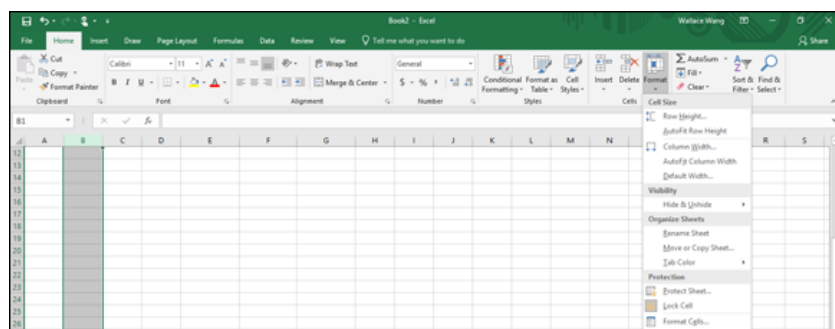 Book2 - Excel
Wallace Wang
File Home Insert Draw Page Layout Formulas Data Review View Tell me what you want to do
Share
Paste
Cut
Copy
Format Painter
Calibri 11
B I U
Wrap Text
Merge & Center
General
$ - % ,
Conditional Formatting
Format as Table
Cell Styles
Insert Delete Format
AutoSum
Fill
Clear
Sort & Filter
Find & Select
Clipboard Font Alignment Number Styles Cells
B1
fx
A B C D E F G H I J K L M N R S
12
13
14
15
16
17
18
19
20
21
22
23
24
25
26
Cell Size
Row Height...
AutoFit Row Height
Column Width...
AutoFit Column Width
Default Width...
Visibility
Hide & Unhide
Organize Sheets
Rename Sheet
Move or Copy Sheet...
Tab Color
Protection
Protect Sheet...
Lock Cell
Format Cells...